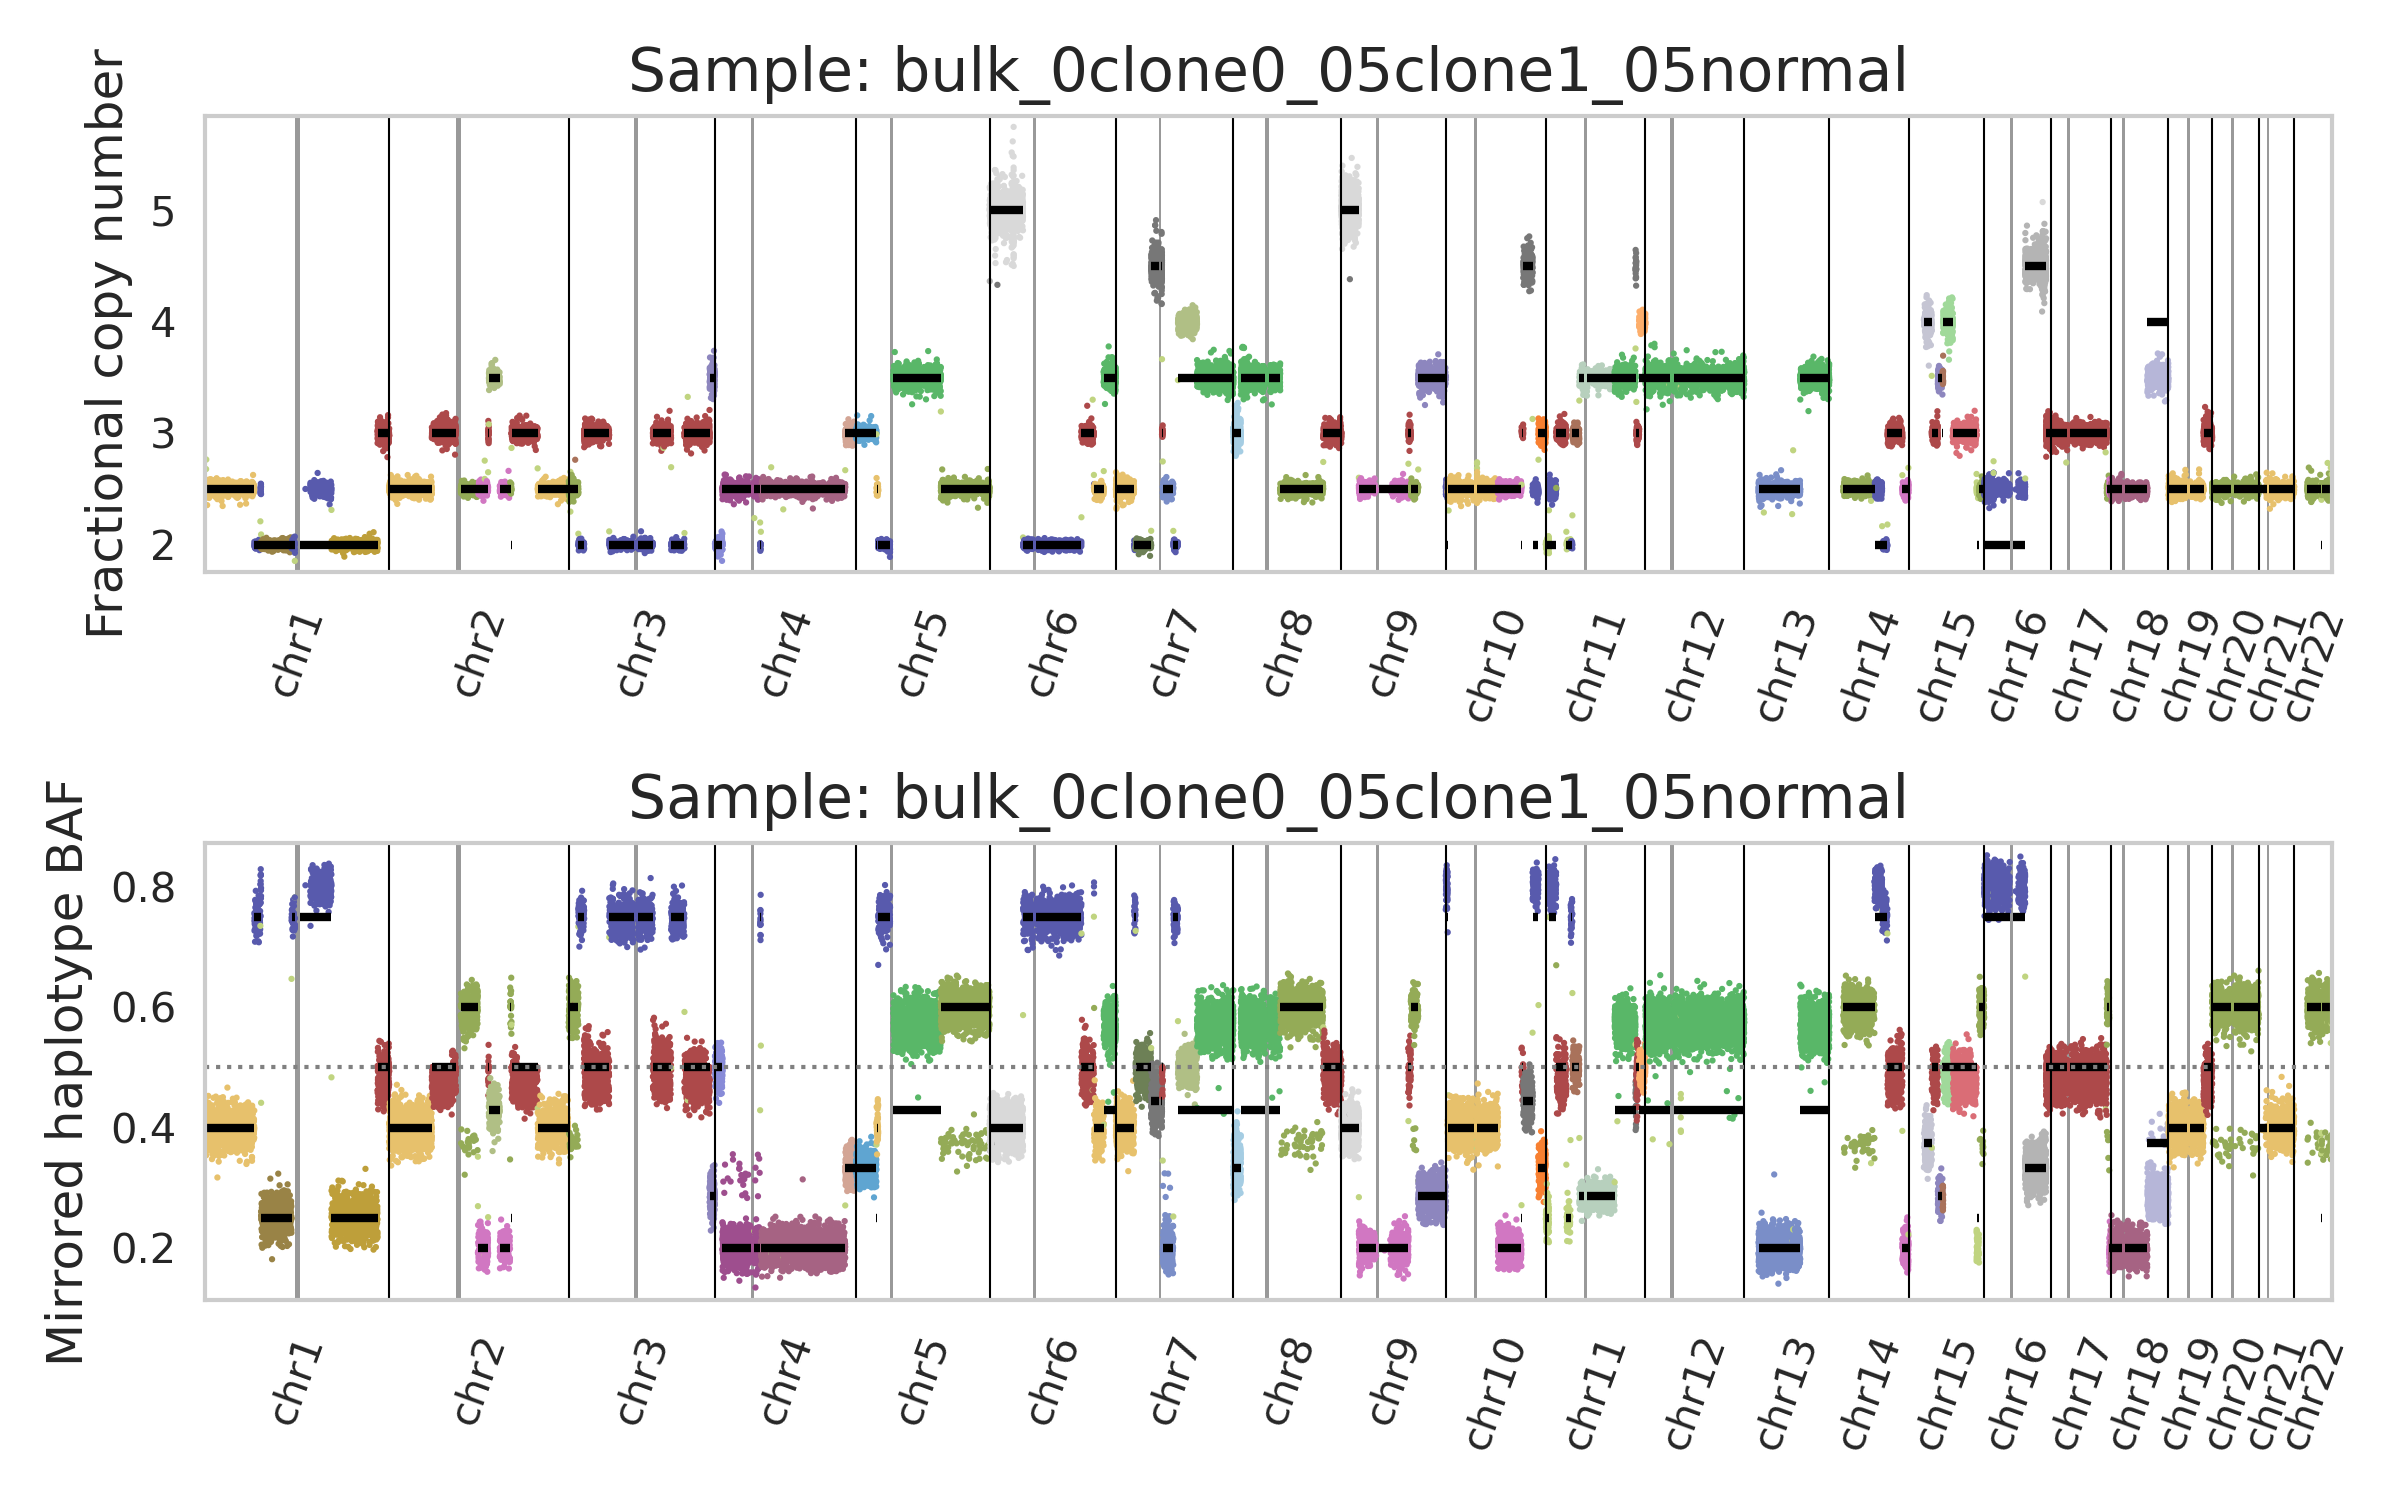 Sample: bulk_0clone0_05clone1_05normal
Fractional copy number
5
4
3
2
chr1
chr2
chr3
chr4
chr5
chr6
chr7
chr8
chr9
chr10
chr11
chr12
chr13
chr14
chr15
chr16
chr17
chr18
chr19
chr20
chr21
chr22
Sample: bulk_0clone0_05clone1_05normal
Mirrored haplotype BAF
0.8
0.6
0.4
0.2
chr1
chr2
chr3
chr4
chr5
chr6
chr7
chr8
chr9
chr10
chr11
chr12
chr13
chr14
chr15
chr16
chr17
chr18
chr19
chr20
chr21
chr22